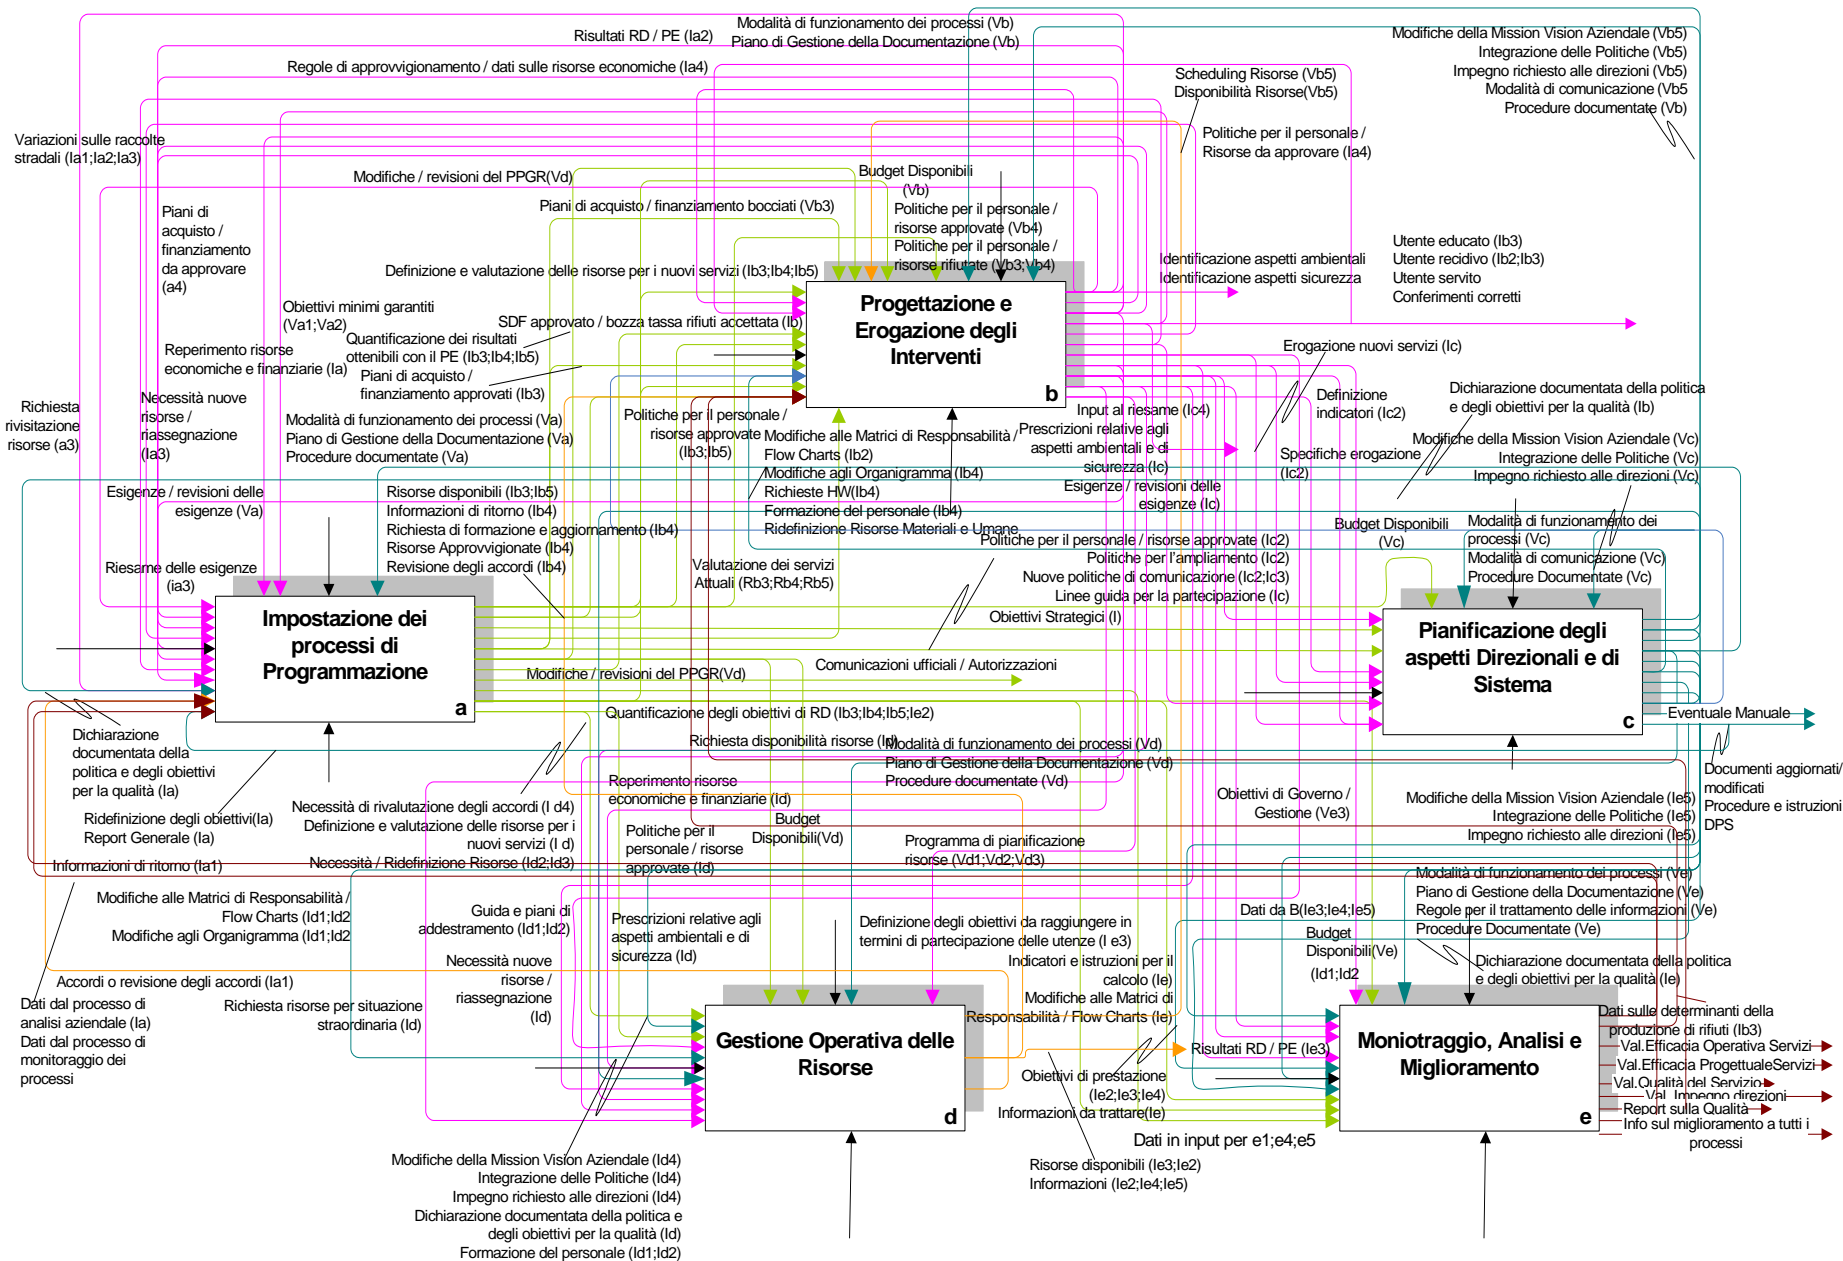 Modalità di funzionamento dei processi (Vb)
Piano di Gestione della Documentazione (Vb)
Risultati RD / PE (Ia2)
Regole di approvvigionamento / dati sulle risorse economiche (Ia4)
Modifiche della Mission Vision Aziendale (Vb5)
Integrazione delle Politiche (Vb5)
Impegno richiesto alle direzioni (Vb5)
Modalità di comunicazione (Vb5
Procedure documentate (Vb)
Scheduling Risorse (Vb5)
Disponibilità Risorse(Vb5)
Politiche per il personale /
Risorse da approvare (Ia4)
Variazioni sulle raccolte
stradali (Ia1;Ia2;Ia3)
Modifiche / revisioni del PPGR(Vd)
Budget Disponibili
(Vb)
Piani di acquisto / finanziamento bocciati (Vb3)
Politiche per il personale /
risorse approvate (Vb4)
Politiche per il personale /
risorse rifiutate (Vb3;Vb4)
Piani di
acquisto /
finanziamento
da approvare
(a4)
Definizione e valutazione delle risorse per i nuovi servizi (Ib3;Ib4;Ib5)
Identificazione aspetti ambientali
Identificazione aspetti sicurezza
Utente educato (Ib3)
Utente recidivo (Ib2;Ib3)
Utente servito
Conferimenti corretti
Progettazione e
Erogazione degli
Interventi
b
Obiettivi minimi garantiti
(Va1;Va2)
SDF approvato / bozza tassa rifiuti accettata (Ib)
Quantificazione dei risultati
ottenibili con il PE (Ib3;Ib4;Ib5)
Reperimento risorse
economiche e finanziarie (Ia)
Piani di acquisto /
finanziamento approvati (Ib3)
Erogazione nuovi servizi (Ic)
Definizione
indicatori (Ic2)
Dichiarazione documentata della politica
e degli obiettivi per la qualità (Ib)
Richiesta
rivisitazione
risorse (a3)
Necessità nuove
risorse /
riassegnazione
(Ia3)
Modalità di funzionamento dei processi (Va)
Piano di Gestione della Documentazione (Va)
Procedure documentate (Va)
Politiche per il personale /
risorse approvate
(Ib3;Ib5)
Modifiche alle Matrici di Responsabilità /
Flow Charts (Ib2)
Modifiche agli Organigramma (Ib4)
Richieste HW(Ib4)
Formazione del personale (Ib4)
Ridefinizione Risorse Materiali e Umane
Input al riesame (Ic4)
Prescrizioni relative agli
aspetti ambientali e di
sicurezza (Ic)
Esigenze / revisioni delle
esigenze (Ic)
Specifiche erogazione
(Ic2)
Modifiche della Mission Vision Aziendale (Vc)
Integrazione delle Politiche (Vc)
Impegno richiesto alle direzioni (Vc)
Esigenze / revisioni delle
esigenze (Va)
Risorse disponibili (Ib3;Ib5)
Informazioni di ritorno (Ib4)
Richiesta di formazione e aggiornamento (Ib4)
Risorse Approvvigionate (Ib4)
Revisione degli accordi (Ib4)
Budget Disponibili
(Vc)
Modalità di funzionamento dei
processi (Vc)
Modalità di comunicazione (Vc)
Procedure Documentate (Vc)
Politiche per il personale / risorse approvate (Ic2)
Politiche per l'ampliamento (Ic2)
Nuove politiche di comunicazione (Ic2;Ic3)
Linee guida per la partecipazione (Ic)
Riesame delle esigenze
(ia3)
Valutazione dei servizi
Attuali (Rb3;Rb4;Rb5)
Obiettivi Strategici (I)
Impostazione dei
processi di
Programmazione
a
Pianificazione degli
aspetti Direzionali e di
Sistema
c
Comunicazioni ufficiali / Autorizzazioni
Modifiche / revisioni del PPGR(Vd)
Quantificazione degli obiettivi di RD (Ib3;Ib4;Ib5;Ie2)
Eventuale Manuale
Richiesta disponibilità risorse (Id)
Modalità di funzionamento dei processi (Vd)
Piano di Gestione della Documentazione (Vd)
Procedure documentate (Vd)
Dichiarazione
documentata della
politica e degli obiettivi
per la qualità (Ia)
Documenti aggiornati/
modificati
Procedure e istruzioni
DPS
Reperimento risorse
economiche e finanziarie (Id)
Obiettivi di Governo /
Gestione (Ve3)
Modifiche della Mission Vision Aziendale (Ie5)
Integrazione delle Politiche (Ie5)
Impegno richiesto alle direzioni (Ie5)
Ridefinizione degli obiettivi(Ia)
Report Generale (Ia)
Necessità di rivalutazione degli accordi (I d4)
Definizione e valutazione delle risorse per i
nuovi servizi (I d)
Necessità / Ridefinizione Risorse (Id2;Id3)
Budget
Disponibili(Vd)
Politiche per il
personale / risorse
approvate (Id)
Programma di pianificazione
risorse (Vd1;Vd2;Vd3)
Informazioni di ritorno (Ia1)
Modalità di funzionamento dei processi (Ve)
Piano di Gestione della Documentazione (Ve)
Regole per il trattamento delle informazioni (Ve)
Procedure Documentate (Ve)
Modifiche alle Matrici di Responsabilità /
Flow Charts (Id1;Id2
Modifiche agli Organigramma (Id1;Id2
Guida e piani di
addestramento (Id1;Id2)
Prescrizioni relative agli
aspetti ambientali e di
sicurezza (Id)
Definizione degli obiettivi da raggiungere in
termini di partecipazione delle utenze (I e3)
Dati da B(Ie3;Ie4;Ie5)
Budget
Disponibili(Ve)
(Id1;Id2
Dichiarazione documentata della politica
e degli obiettivi per la qualità (Ie)
Indicatori e istruzioni per il
calcolo (Ie)
Modifiche alle Matrici di
Responsabilità / Flow Charts (Ie)
Necessità nuove
risorse /
riassegnazione
(Id)
Accordi o revisione degli accordi (Ia1)
Dati dal processo di
analisi aziendale (Ia)
Dati dal processo di
monitoraggio dei
processi
Richiesta risorse per situazione
straordinaria (Id)
Gestione Operativa delle
Risorse
d
Risultati RD / PE (Ie3)
Obiettivi di prestazione
(Ie2;Ie3;Ie4)
Informazioni da trattare(Ie)
Dati in input per e1;e4;e5
Moniotraggio, Analisi e
Miglioramento
e
Dati sulle determinanti della
produzione di rifiuti (Ib3)
Val.Efficacia Operativa Servizi
Val.Efficacia ProgettualeServizi
Val.Qualità del Servizio
Val. Impegno direzioni
Report sulla Qualità
Info sul miglioramento a tutti i
processi
Risorse disponibili (Ie3;Ie2)
Informazioni (Ie2;Ie4;Ie5)
Modifiche della Mission Vision Aziendale (Id4)
Integrazione delle Politiche (Id4)
Impegno richiesto alle direzioni (Id4)
Dichiarazione documentata della politica e
degli obiettivi per la qualità (Id)
Formazione del personale (Id1;Id2)